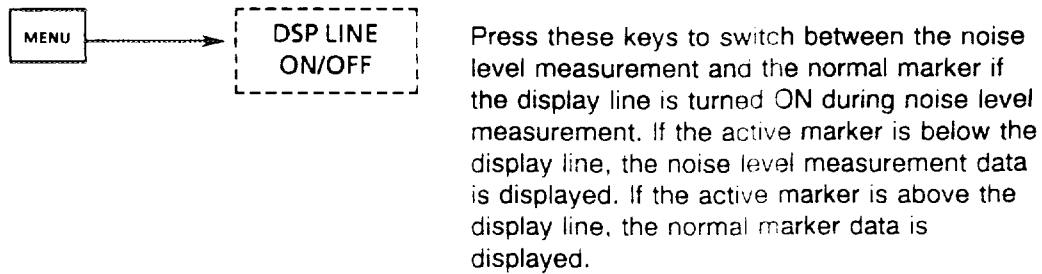 MENU
DSP LINE
ON/OFF
Press these keys to switch between the noise
level measurement and the normal marker if
the display line is turned ON during noise level
measurement. If the active marker is below the
display line, the noise level measurement data
is displayed. If the active marker is above the
display line, the normal marker data is
displayed.